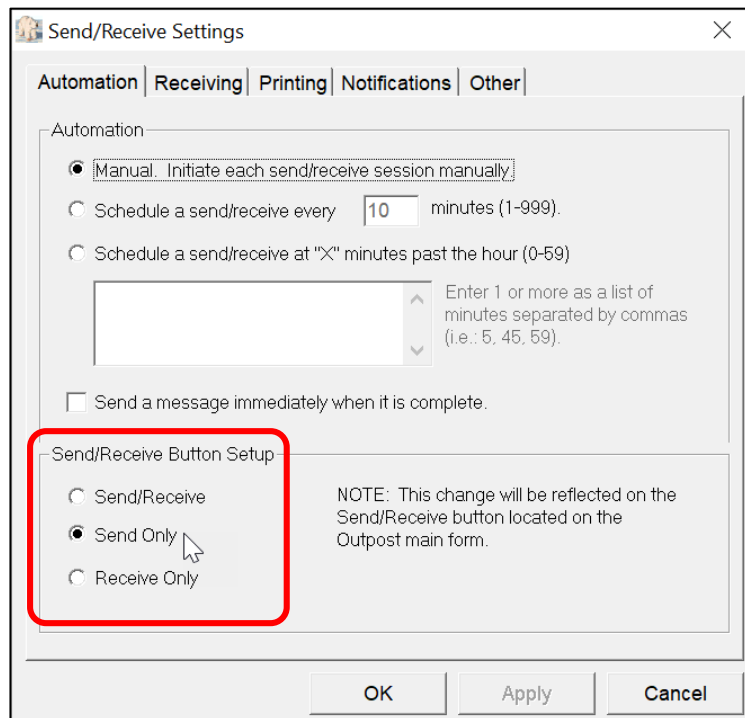 Send/Receive Settings
Automation Receiving Printing Notifications Other
Automation
Manual. Initiate each send/receive session manually.
Schedule a send/receive every 10 minutes (1-999).
Schedule a send/receive at "X" minutes past the hour (0-59)
Enter 1 or more as a list of
minutes separated by commas
(i.e.: 5, 45, 59).
Send a message immediately when it is complete.
Send/Receive Button Setup
Send/Receive
Send Only
Receive Only
NOTE: This change will be reflected on the
Send/Receive button located on the
Outpost main form.
OK Apply Cancel